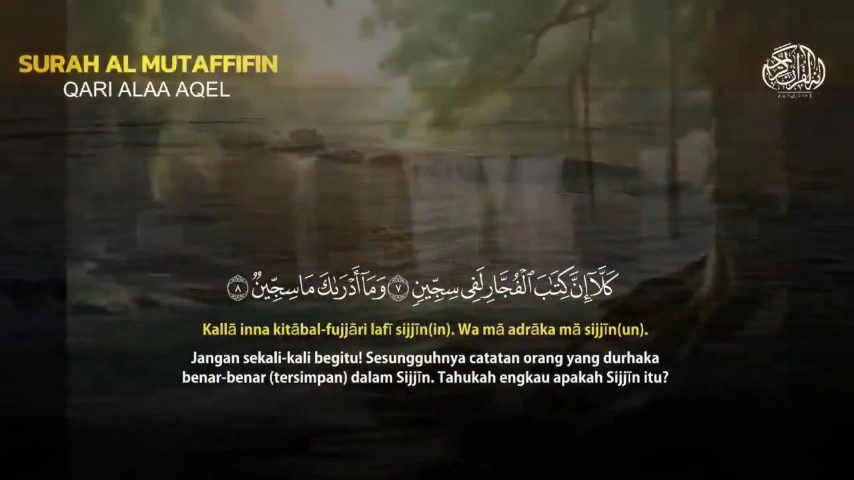 SURAH AL MUTAFFIFIN
QARI ALAA AQEL
كَلَّآ إِنَّ كِتَٰبَ ٱلْفُجَّارِ لَفِى سِجِّينٍ ٧ وَمَآ أَدْرَىٰكَ مَا سِجِّينٌ ٨
Kallā inna kitābal-fujjāri lafī sijjīn(in). Wa mā adrāka mā sijjīn(un).
Jangan sekali-kali begitu! Sesungguhnya catatan orang yang durhaka
benar-benar (tersimpan) dalam Sijjīn. Tahukah engkau apakah Sijjīn itu?